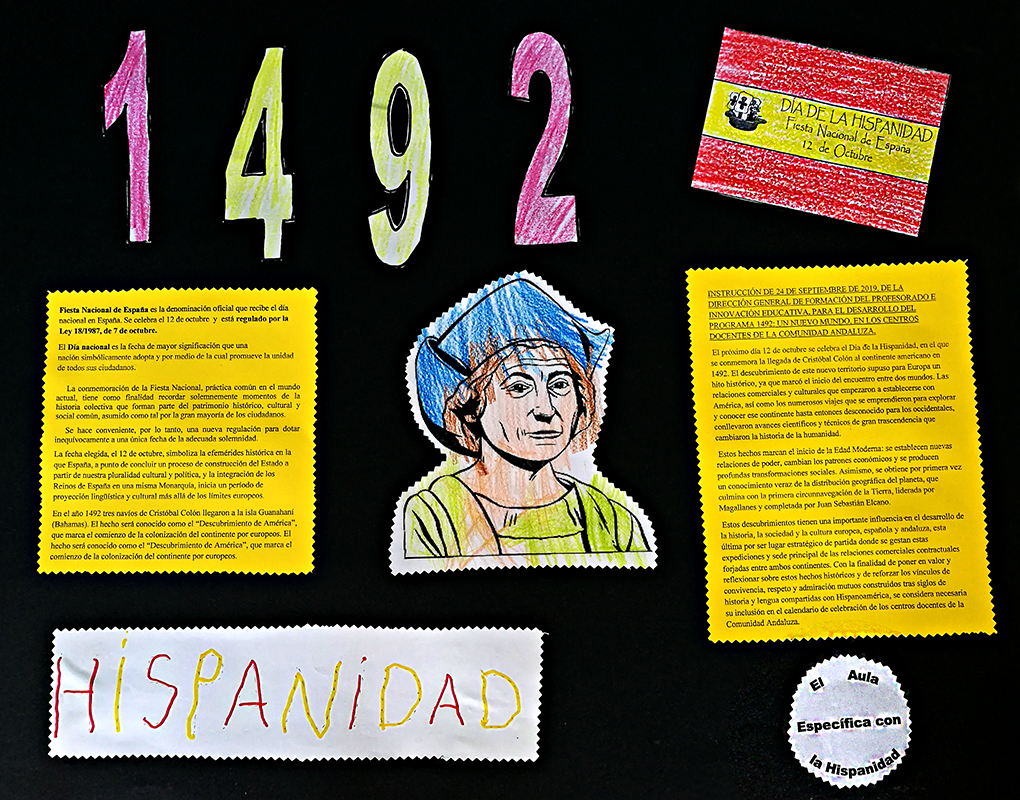 1492
DÍA DE LA HISPANIDAD
Fiesta Nacional de España
12 de Octubre
Fiesta Nacional de España es la denominación oficial que recibe el día
nacional en España. Se celebra el 12 de octubre y está regulado por la
Ley 18/1987, de 7 de octubre.
El Día nacional es la fecha de mayor significación que una
nación simbólicamente adopta y por medio de la cual promueve la unidad
de todos sus ciudadanos.
La conmemoración de la Fiesta Nacional, práctica común en el mundo
actual, tiene como finalidad recordar solemnemente momentos de la
historia colectiva que forman parte del patrimonio histórico, cultural y
social común, asumido como tal por la gran mayoría de los ciudadanos.
Se hace conveniente, por lo tanto, una nueva regulación para dotar
inequívocamente a una única fecha de la adecuada solemnidad.
La fecha elegida, el 12 de octubre, simboliza la efemérides histórica en la
que España, a punto de concluir un proceso de construcción del Estado a
partir de nuestra pluralidad cultural y política, y la integración de los
Reinos de España en una misma Monarquía, inicia un período de
proyección lingüística y cultural más allá de los límites europeos.
En el año 1492 tres navíos de Cristóbal Colón llegaron a la isla Guanahaní
(Bahamas). El hecho será conocido como el “Descubrimiento de América”,
que marca el comienzo de la colonización del continente por europeos. El
hecho será conocido como el “Descubrimiento de América”, que marca el
comienzo de la colonización del continente por europeos.
INSTRUCCIÓN DE 24 DE SEPTIEMBRE DE 2019, DE LA
DIRECCIÓN GENERAL DE FORMACIÓN DEL PROFESORADO E
INNOVACIÓN EDUCATIVA, PARA EL DESARROLLO DEL
PROGRAMA 1492: UN NUEVO MUNDO, EN LOS CENTROS
DOCENTES DE LA COMUNIDAD ANDALUZA.
El próximo día 12 de octubre se celebra el Día de la Hispanidad, en el que
se conmemora la llegada de Cristóbal Colón al continente americano en
1492. El descubrimiento de este nuevo territorio supuso para Europa un
hito histórico, ya que marcó el inicio del encuentro entre dos mundos. Las
relaciones comerciales y culturales que empezaron a establecerse con
América, así como los numerosos viajes que se emprendieron para explorar
y conocer ese continente hasta entonces desconocido para los occidentales,
conllevaron avances científicos y técnicos de gran trascendencia que
cambiaron la historia de la humanidad.
Estos hechos marcan el inicio de la Edad Moderna: se establecen nuevas
relaciones de poder, cambian los patrones económicos y se producen
profundas transformaciones sociales. Asimismo, se obtiene por primera vez
un conocimiento veraz de la distribución geográfica del planeta, que
culmina con la primera circunnavegación de la Tierra, liderada por
Magallanes y completada por Juan Sebastián Elcano.
Estos descubrimientos tienen una importante influencia en el desarrollo de
la historia, la sociedad y la cultura europea, española y andaluza, esta
última por ser lugar estratégico de partida donde se gestan estas
expediciones y sede principal de las relaciones comerciales contractuales
forjadas entre ambos continentes. Con la finalidad de poner en valor y
reflexionar sobre estos hechos históricos y de reforzar los vínculos de
convivencia, respeto y admiración mutuos construidos tras siglos de
historia y lengua compartidas con Hispanoamérica, se considera necesaria
su inclusión en el calendario de celebración de los centros docentes de la
Comunidad Andaluza.
HiSPANiDAD
El Aula
Específica con
la Hispanidad